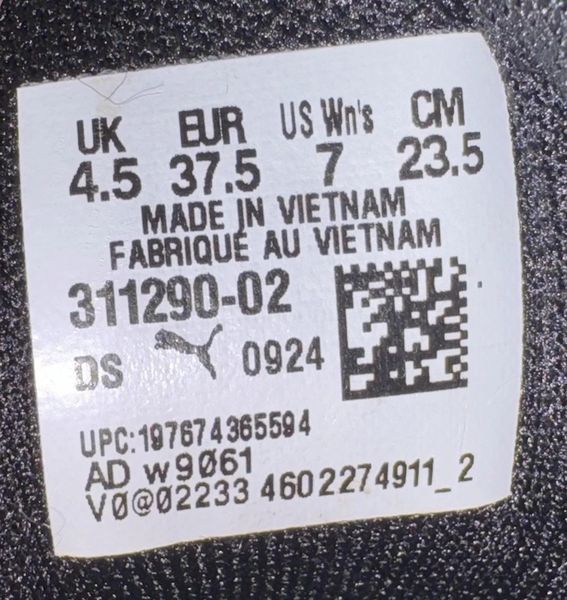 UK EUR US Wn's CM
4.5 37.5 7 23.5
MADE IN VIETNAM
FABRIQUÉ AU VIETNAM
311290-02
DS 0924
UPC:197674365594
AD w9061
V0@02233 4602274911_2